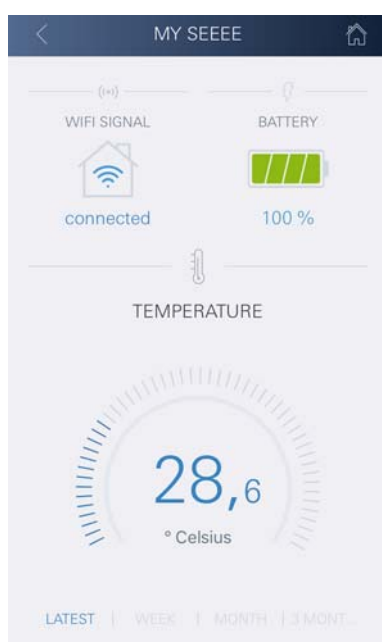 MY SEEEE
WIFI SIGNAL
BATTERY
connected
100 %
TEMPERATURE
28,6
° Celsius
LATEST | WEEK | MONTH | 3 MONT...